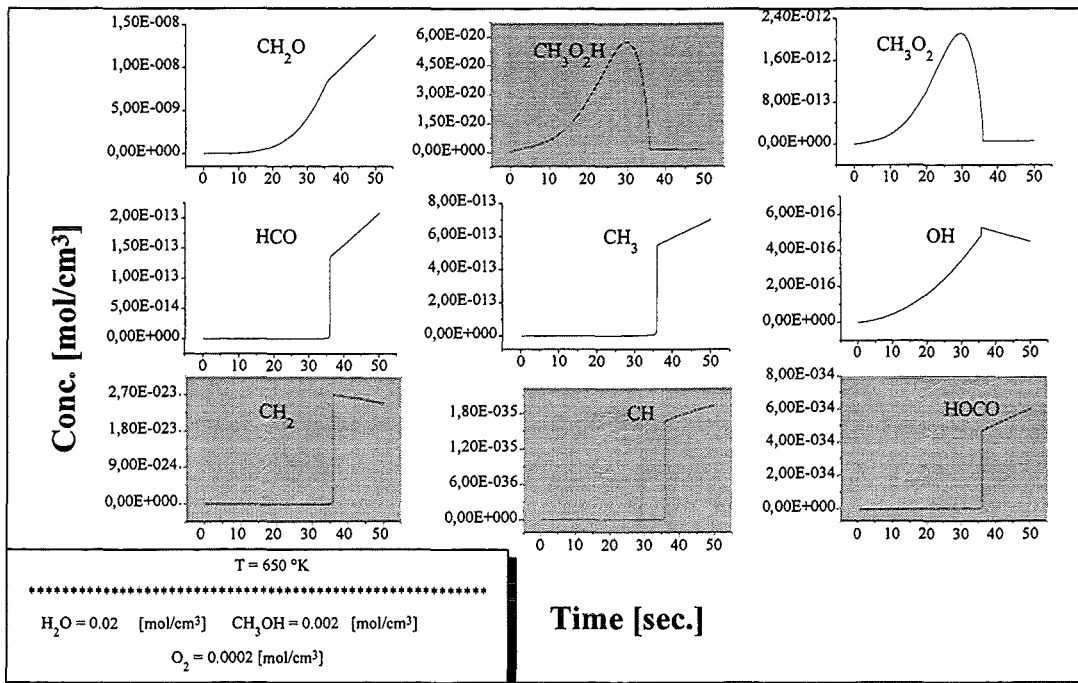 1,50E-008
1,00E-008
5,00E-009
0,00E+000
CH₂O
0 10 20 30 40 50
6,00E-020
4,50E-020
3,00E-020
1,50E-020
0,00E+000
CH₃O₂H
0 10 20 30 40 50
2,40E-012
1,60E-012
8,00E-013
0,00E+000
CH₃O₂
0 10 20 30 40 50
Conc. [mol/cm³]
2,00E-013
1,50E-013
1,00E-013
5,00E-014
0,00E+000
HCO
0 10 20 30 40 50
8,00E-013
6,00E-013
4,00E-013
2,00E-013
0,00E+000
CH₃
0 10 20 30 40 50
6,00E-016
4,00E-016
2,00E-016
0,00E+000
OH
0 10 20 30 40 50
2,70E-023
1,80E-023
9,00E-024
0,00E+000
CH₂
0 10 20 30 40 50
1,80E-035
1,20E-035
6,00E-036
0,00E+000
CH
0 10 20 30 40 50
8,00E-034
6,00E-034
4,00E-034
2,00E-034
0,00E+000
HOCO
0 10 20 30 40 50
Time [sec.]
T = 650 °K
H₂O = 0.02 [mol/cm³] CH₃OH = 0.002 [mol/cm³]
O₂ = 0.0002 [mol/cm³]